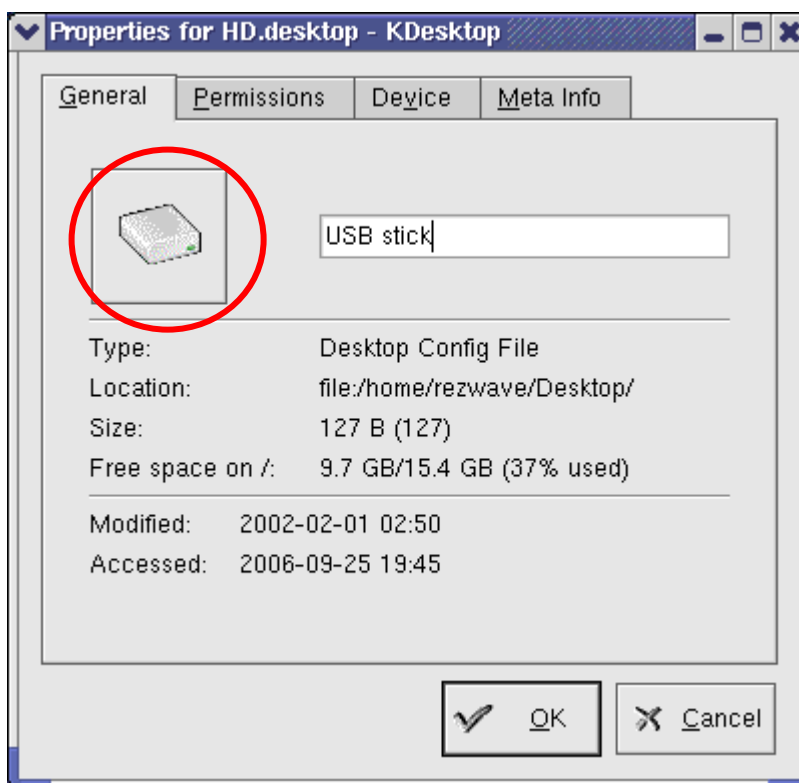 Properties for HD.desktop - KDesktop
General Permissions Device Meta Info
USB stick
Type: Desktop Config File
Location: file:/home/rezwave/Desktop/
Size: 127 B (127)
Free space on /: 9.7 GB/15.4 GB (37% used)
Modified: 2002-02-01 02:50
Accessed: 2006-09-25 19:45
OK Cancel